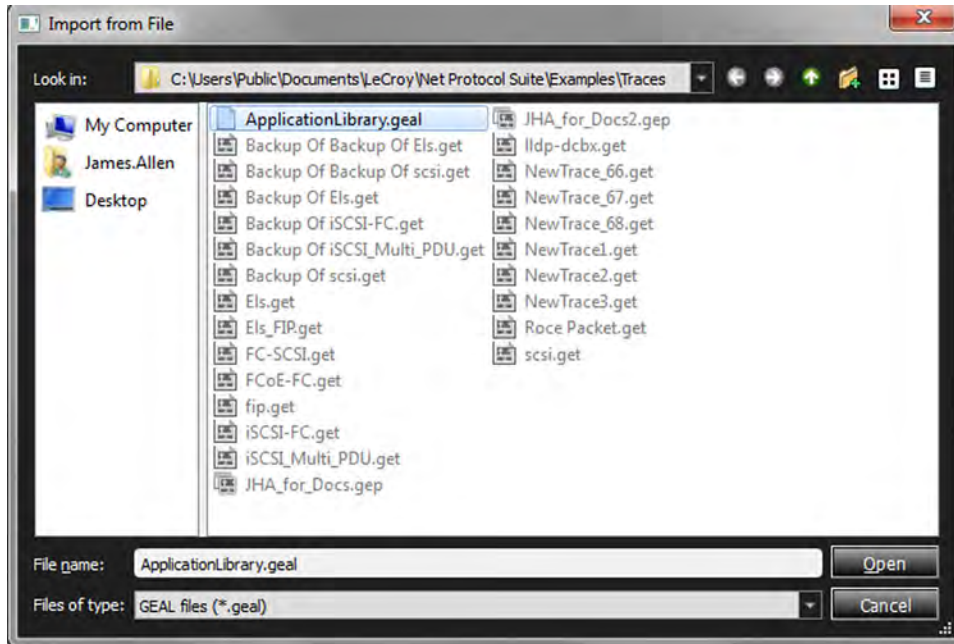 Import from File
Look in: C:\Users\Public\Documents\LeCroy\Net Protocol Suite\Examples\Traces
My Computer
James.Allen
Desktop
ApplicationLibrary.geal
Backup Of Backup Of Els.get
Backup Of Backup Of scsi.get
Backup Of Els.get
Backup Of iSCSI-FC.get
Backup Of iSCSI_Multi_PDU.get
Backup Of scsi.get
Els.get
Els_FIP.get
FC-SCSI.get
FCoE-FC.get
fip.get
iSCSI-FC.get
iSCSI_Multi_PDU.get
JHA_for_Docs.gep
JHA_for_Docs2.gep
lldp-dcbx.get
NewTrace_66.get
NewTrace_67.get
NewTrace_68.get
NewTrace1.get
NewTrace2.get
NewTrace3.get
Roce Packet.get
scsi.get
File name: ApplicationLibrary.geal Open
Files of type: GEAL files (*.geal) Cancel